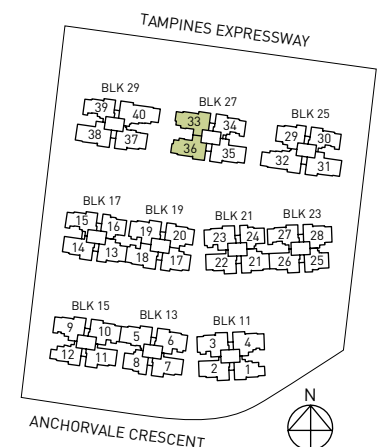 TAMPINES EXPRESSWAY
BLK 29
39 40
38 37
BLK 27
33 34
36 35
BLK 25
29 30
32 31
BLK 17
15 16
14 13
BLK 19
19 20
18 17
BLK 21
23 24
22 21
BLK 23
27 28
26 25
BLK 15
9 10
12 11
BLK 13
5 6
8 7
BLK 11
3 4
2 1
ANCHORVALE CRESCENT
N